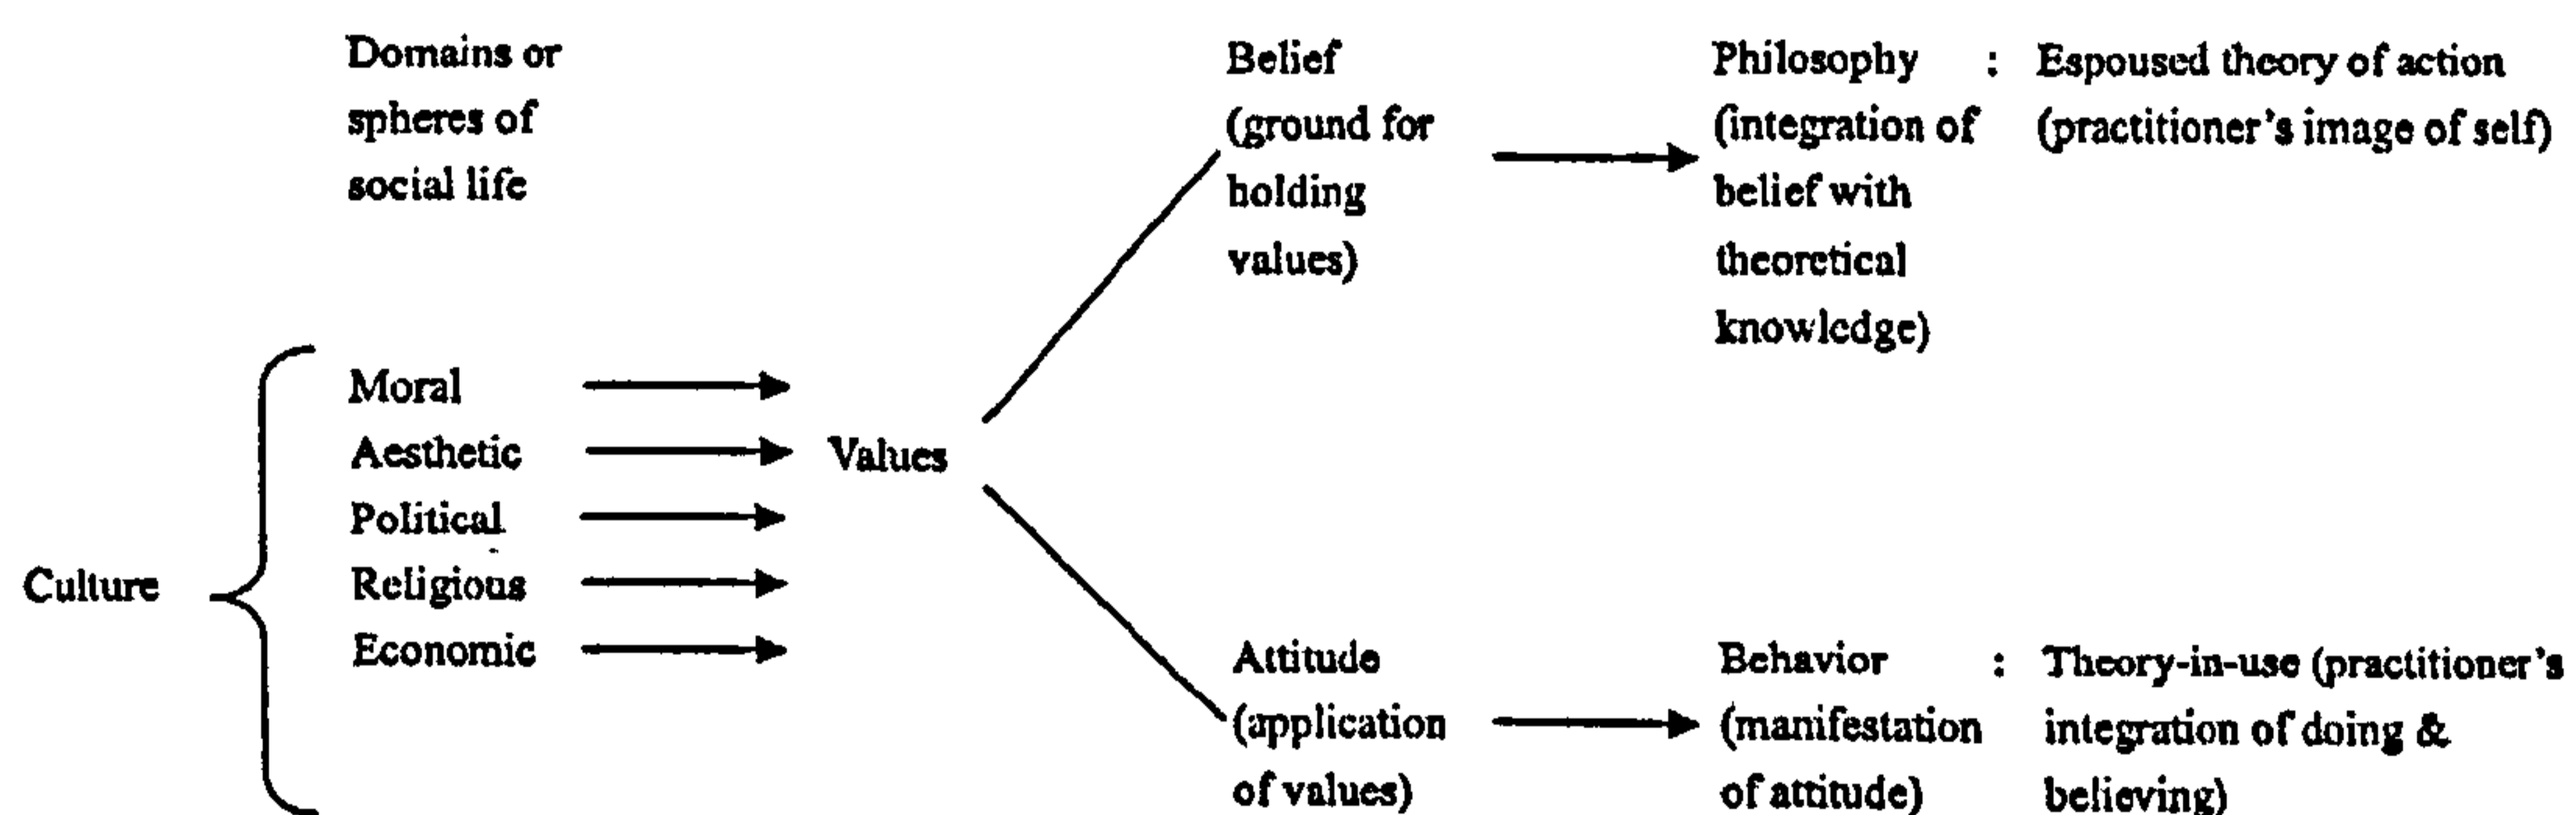 Domains or
spheres of
social life
Culture
Moral
Aesthetic
Political
Religious
Economic
Values
Belief
(ground for
holding
values)
Philosophy :
(integration of
belief with
theoretical
knowledge)
Espoused theory of action
(practitioner's image of self)
Attitude
(application
of values)
Behavior :
(manifestation
of attitude)
Theory-in-use (practitioner's
integration of doing &
believing)